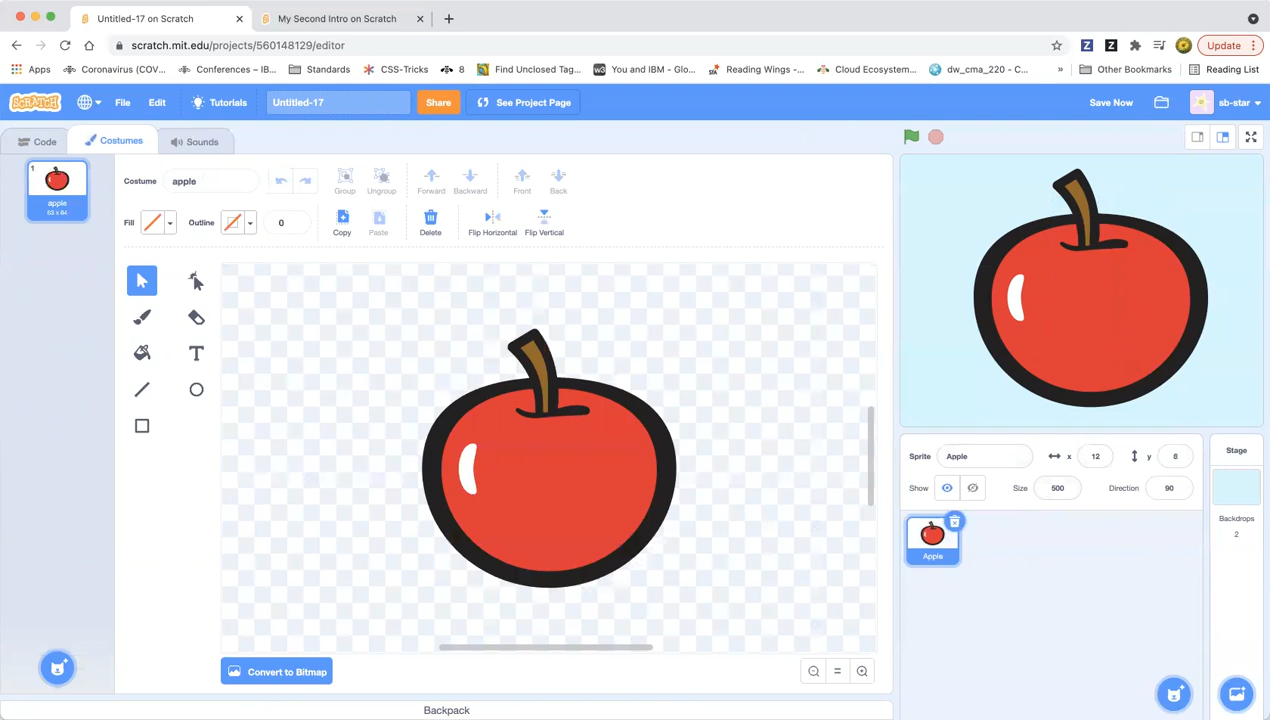 Untitled-17 on Scratch
My Second Intro on Scratch
scratch.mit.edu/projects/560148129/editor
Update
Apps
Coronavirus (COV...
Conferences – IB...
Standards
CSS-Tricks
8
Find Unclosed Tag...
w3
You and IBM - Glo...
Reading Wings -...
Cloud Ecosystem...
dw_cma_220 – C...
»
Other Bookmarks
Reading List
SCRATCH
File
Edit
Tutorials
Untitled-17
Share
See Project Page
Save Now
sb-star
Code
Costumes
Sounds
1
apple
63 x 64
Costume
apple
Group
Ungroup
Forward
Backward
Front
Back
Fill
Outline
0
Copy
Paste
Delete
Flip Horizontal
Flip Vertical
T
Convert to Bitmap
Backpack
Sprite
Apple
x
12
y
8
Show
Size
500
Direction
90
Apple
Stage
Backdrops
2